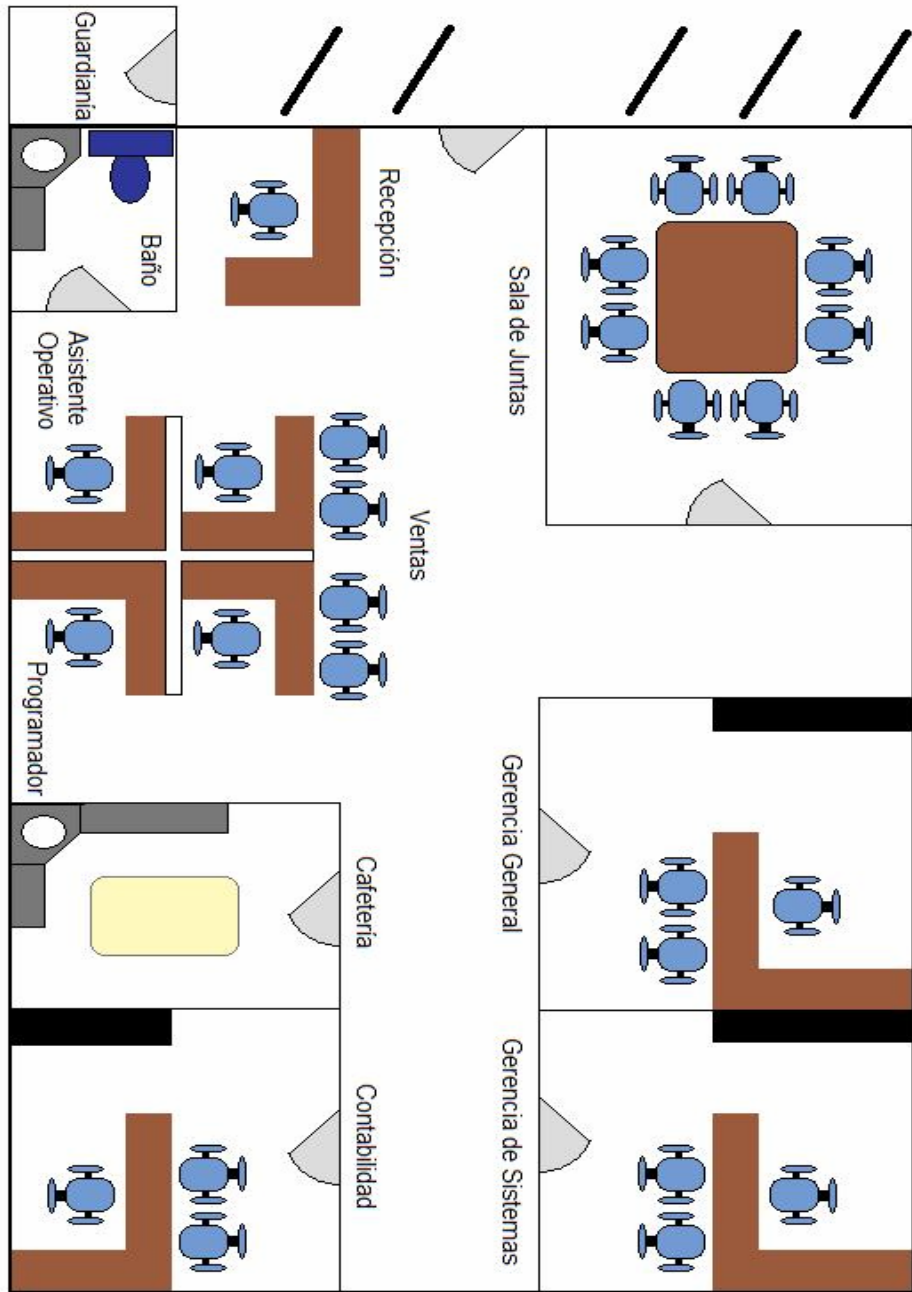 Guardianía
Baño
Recepción
Sala de Juntas
Asistente
Operativo
Ventas
Programador
Cafetería
Gerencia General
Contabilidad
Gerencia de Sistemas